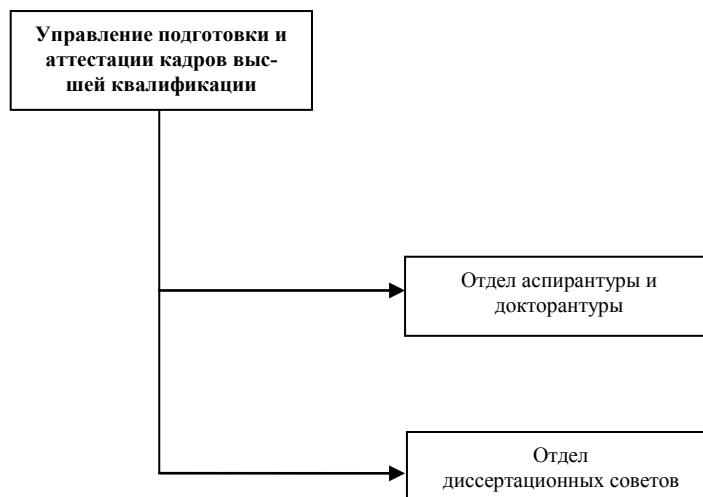 Управление подготовки и
аттестации кадров выс-
шей квалификации
Отдел аспирантуры и
докторантуры
Отдел
диссертационных советов